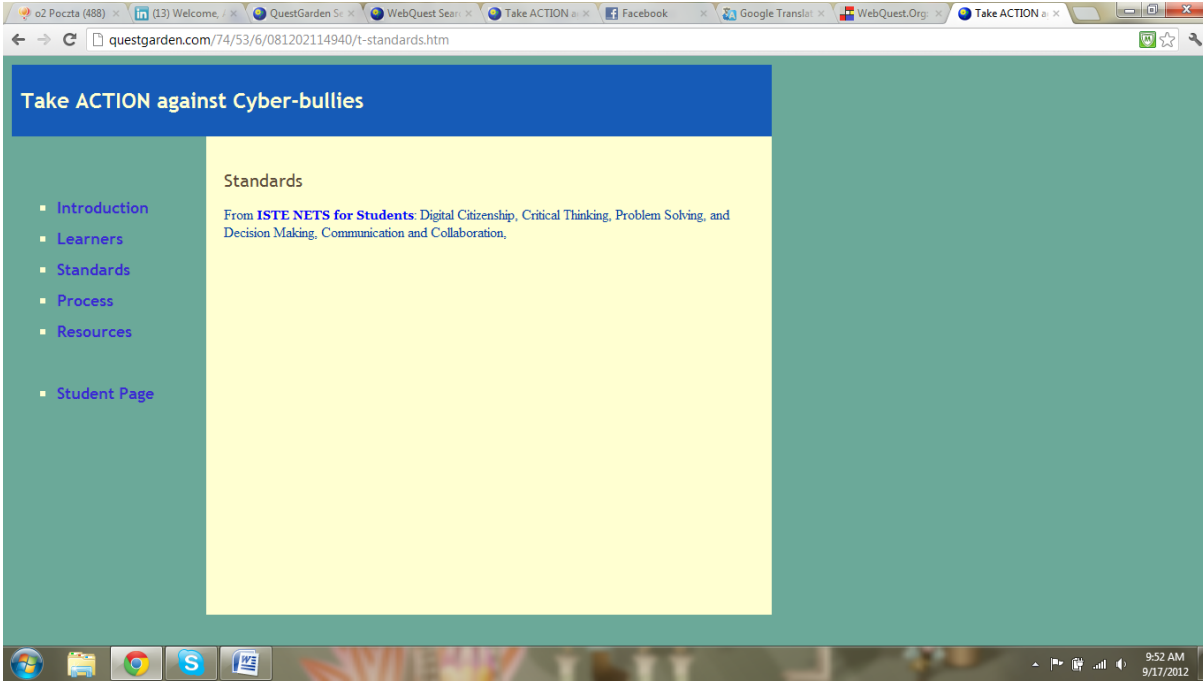 o2 Poczta (488)
(13) Welcome, 
QuestGarden Se
WebQuest Sear
Take ACTION a
Facebook
Google Translat
WebQuest.Org:
Take ACTION a
questgarden.com/74/53/6/081202114940/t-standards.htm
Take ACTION against Cyber-bullies
Introduction
Learners
Standards
Process
Resources
Student Page
Standards
From ISTE NETS for Students: Digital Citizenship, Critical Thinking, Problem Solving, and
Decision Making, Communication and Collaboration,
9:52 AM
9/17/2012